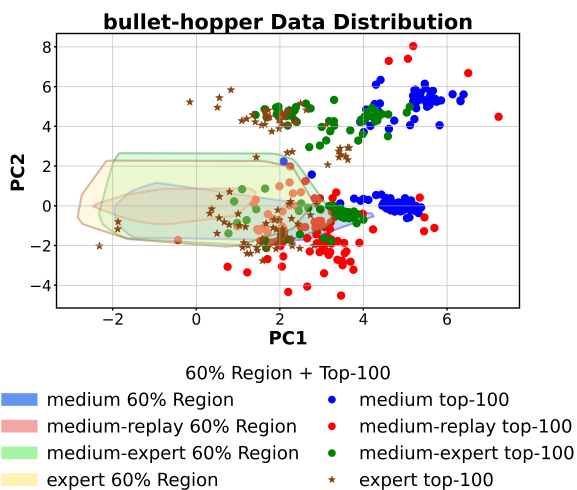 bullet-hopper Data Distribution
8
6
4
2
0
−2
−4
PC2
−2 0 2 4 6
PC1
60% Region + Top-100
medium 60% Region medium top-100
medium-replay 60% Region medium-replay top-100
medium-expert 60% Region medium-expert top-100
expert 60% Region expert top-100